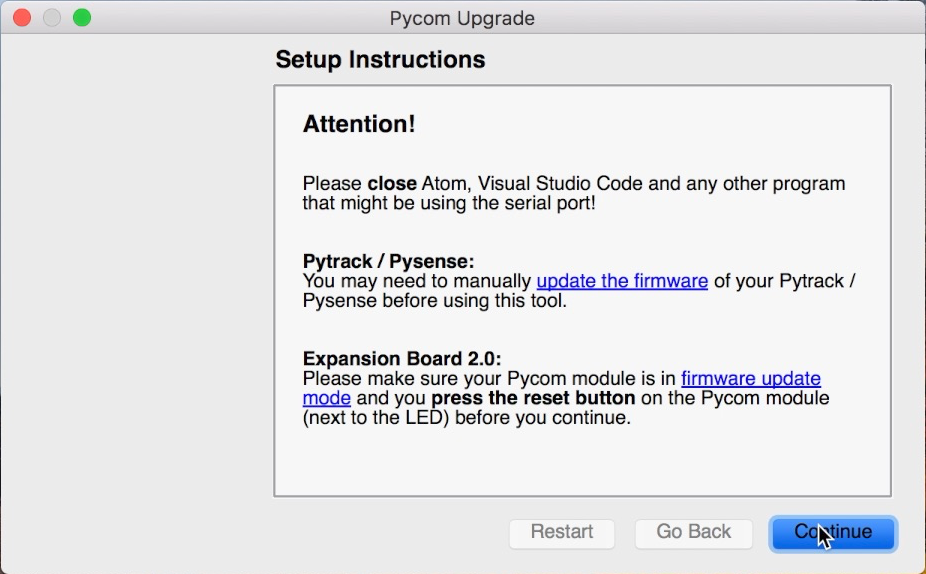 Pycom Upgrade
Setup Instructions
Attention!
Please close Atom, Visual Studio Code and any other program
that might be using the serial port!
Pytrack / Pysense:
You may need to manually update the firmware of your Pytrack /
Pysense before using this tool.
Expansion Board 2.0:
Please make sure your Pycom module is in firmware update
mode and you press the reset button on the Pycom module
(next to the LED) before you continue.
Restart
Go Back
Continue